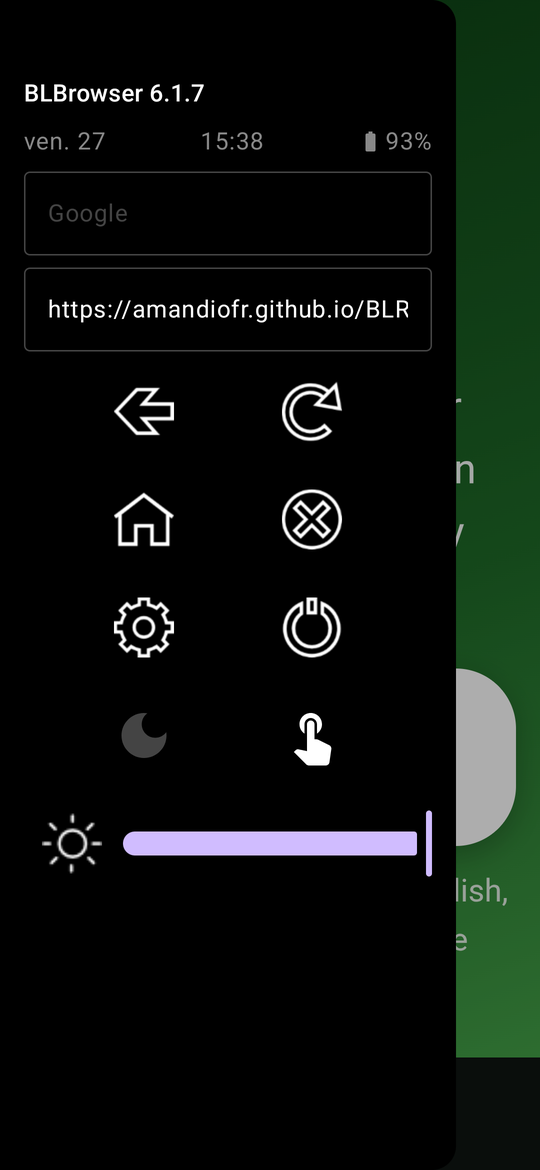 BLBrowser 6.1.7
ven. 27 15:38 93%
Google
https://amandiofr.github.io/BLR
r
n
y
lish,
e